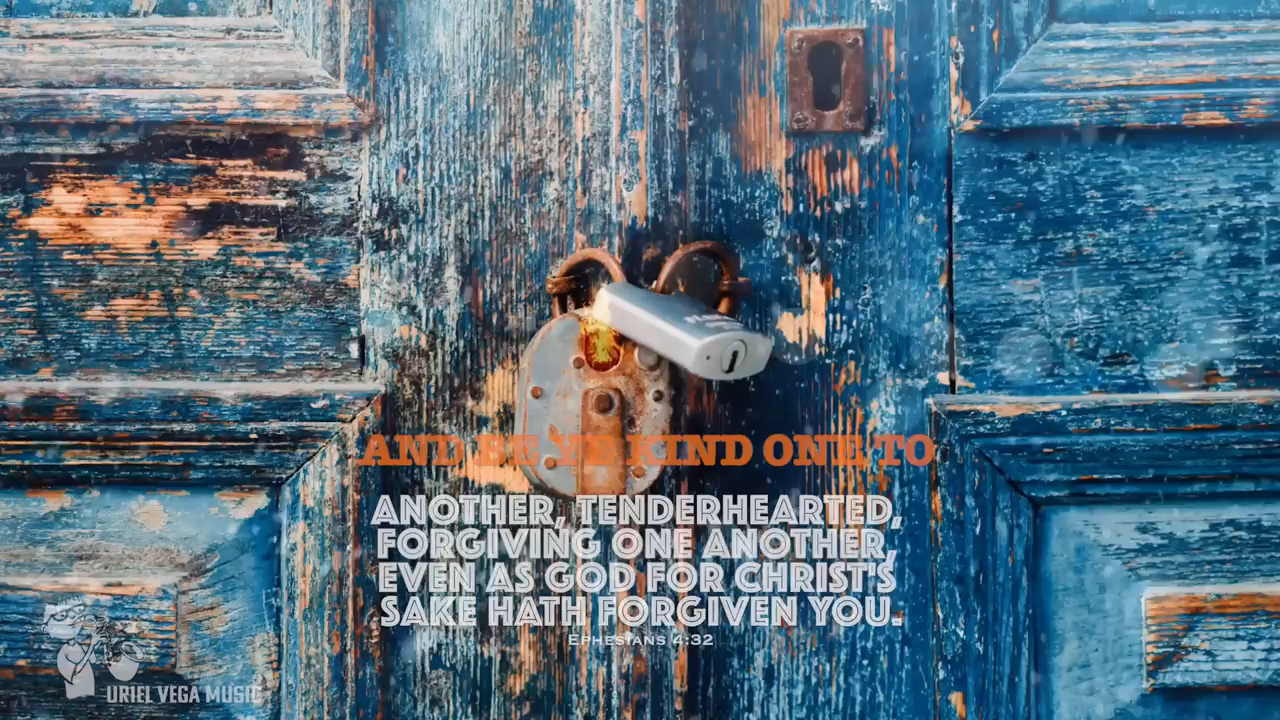 AND BE YE KIND ONE TO
ANOTHER, TENDERHEARTED,
FORGIVING ONE ANOTHER,
EVEN AS GOD FOR CHRIST'S
SAKE HATH FORGIVEN YOU.
EPHESIANS 4:32
URIEL VEGA MUSIC